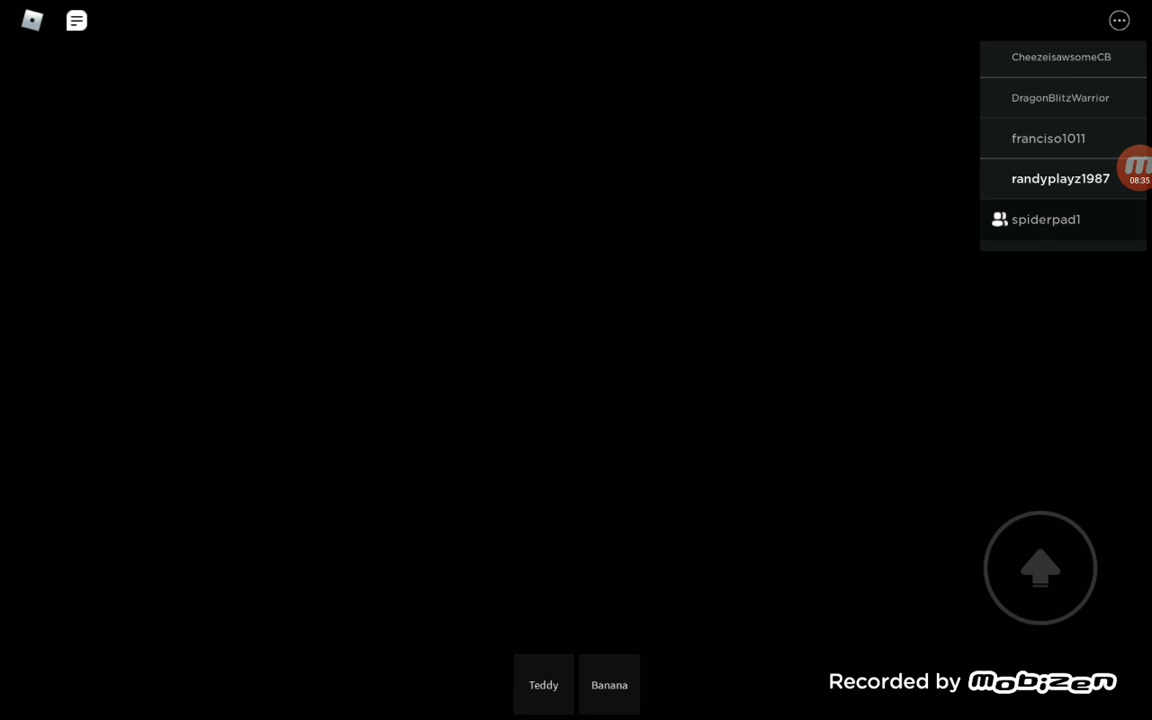 CheezeisawsomeCB
DragonBlitzWarrior
franciso1011
randyplayz1987
08:35
spiderpad1
Teddy
Banana
Recorded by mobizen